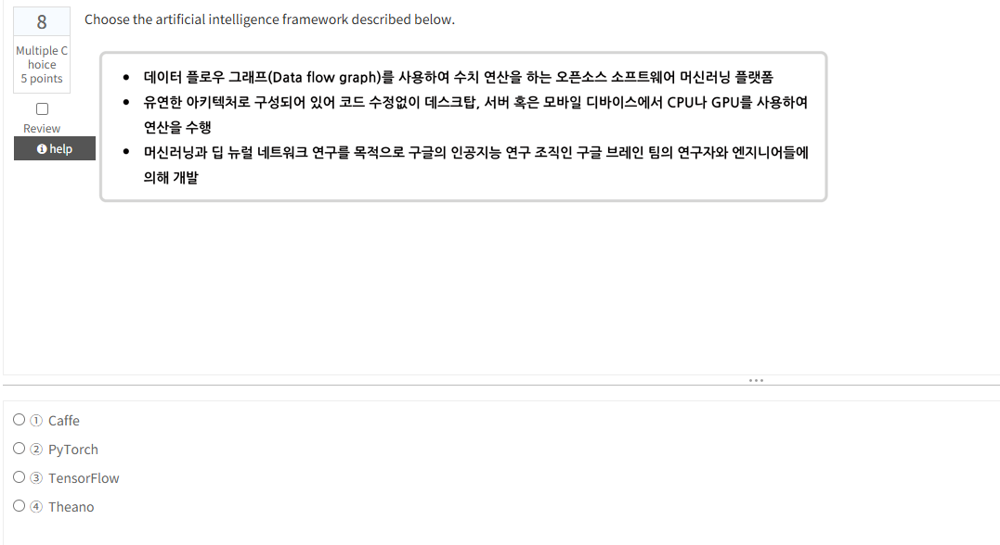 8
Choose the artificial intelligence framework described below.
Multiple C
hoice
5 points
Review
help
• 데이터 플로우 그래프(Data flow graph)를 사용하여 수치 연산을 하는 오픈소스 소프트웨어 머신러닝 플랫폼
• 유연한 아키텍처로 구성되어 있어 코드 수정없이 데스크탑, 서버 혹은 모바일 디바이스에서 CPU나 GPU를 사용하여
연산을 수행
• 머신러닝과 딥 뉴럴 네트워크 연구를 목적으로 구글의 인공지능 연구 조직인 구글 브레인 팀의 연구자와 엔지니어들에
의해 개발
① Caffe
② PyTorch
③ TensorFlow
④ Theano